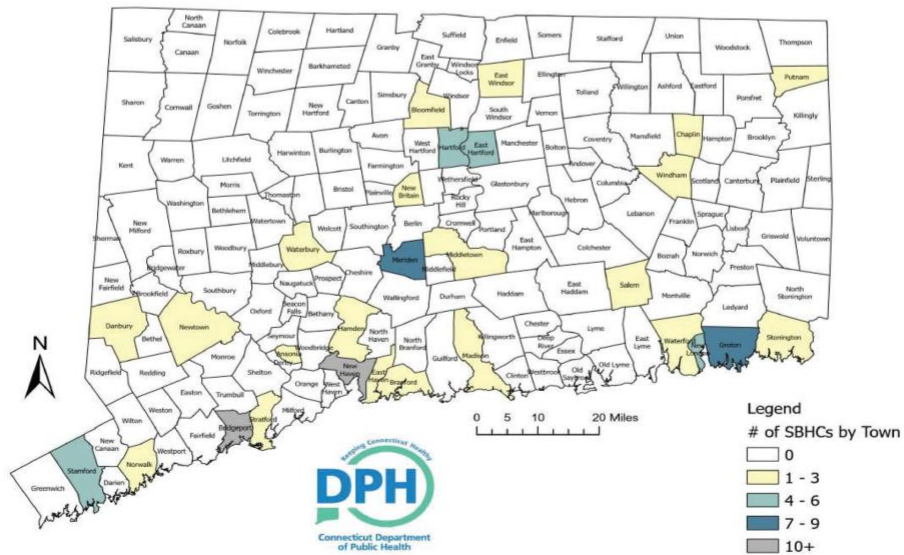 North Canaan
Salisbury
Canaan
Norfolk
Colebrook
Hartland
Granby
Suffield
East Granby
Windsor Locks
Enfield
Somers
Stafford
Union
Woodstock
Thompson
Putnam
Winchester
Barkhamsted
East Windsor
Ellington
Sharon
Cornwall
Goshen
Torrington
New Hartford
Canton
Simsbury
Bloomfield
Windsor
South Windsor
Vernon
Tolland
Willington
Ashford
Eastford
Pomfret
Killingly
Avon
West Hartford
Hartford
East Hartford
Manchester
Bolton
Coventry
Mansfield
Chaplin
Hampton
Brooklyn
Kent
Warren
Litchfield
Harwinton
Burlington
Farmington
Andover
Windham
Scotland
Canterbury
Plainfield
Sterling
Morris
Bristol
Plainville
New Britain
Wethersfield
Rocky Hill
Glastonbury
Columbia
Hebron
Lebanon
Washington
Bethlehem
Thomaston
Watertown
New Milford
Sherman
Wolcott
Southington
Berlin
Cromwell
Portland
Marlborough
Franklin
Sprague
Lisbon
Griswold
Voluntown
Roxbury
Woodbury
Waterbury
Meriden
Middletown
East Hampton
Colchester
Bozrah
Norwich
Preston
Bridgewater
Middlebury
Cheshire
Middlefield
New Fairfield
Brookfield
Southbury
Naugatuck
Prospect
Wallingford
Durham
Haddam
East Haddam
Salem
Montville
North Stonington
Oxford
Beacon Falls
Bethany
Ledyard
Danbury
Bethel
Newtown
Hamden
North Haven
North Branford
Guilford
Killingworth
Chester
Deep River
Essex
Lyme
Waterford
New London
Groton
Stonington
Seymour
Woodbridge
Ansonia
Derby
Madison
East Lyme
Monroe
Shelton
N
Ridgefield
Redding
New Haven
East Haven
Branford
Clinton
Westbrook
Old Saybrook
Old Lyme
Orange
West Haven
Easton
Trumbull
Stratford
Milford
Weston
Wilton
Fairfield
Bridgeport
New Canaan
Westport
Stamford
Norwalk
Darien
Greenwich
0 5 10 20 Miles
Legend
# of SBHCs by Town
0
1 - 3
4 - 6
7 - 9
10+
Keeping Connecticut Healthy
DPH
Connecticut Department
of Public Health